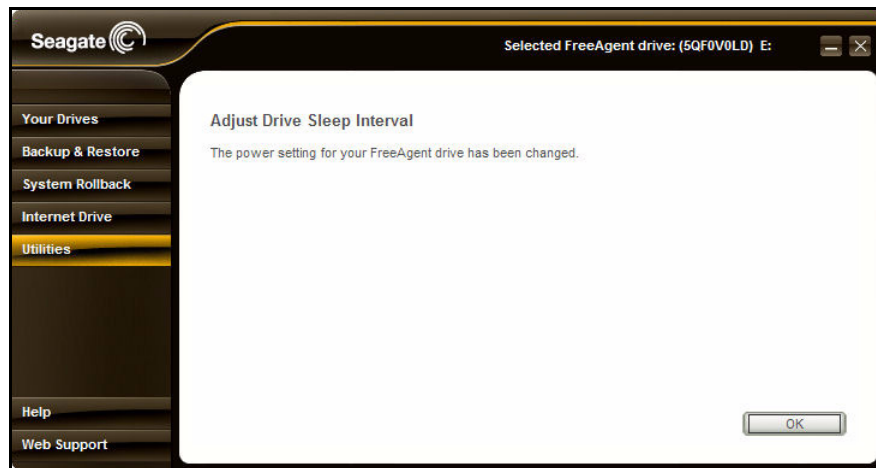 Seagate
Selected FreeAgent drive: (5QF0V0LD) E:
Your Drives
Backup & Restore
System Rollback
Internet Drive
Utilities
Help
Web Support
Adjust Drive Sleep Interval
The power setting for your FreeAgent drive has been changed.
OK